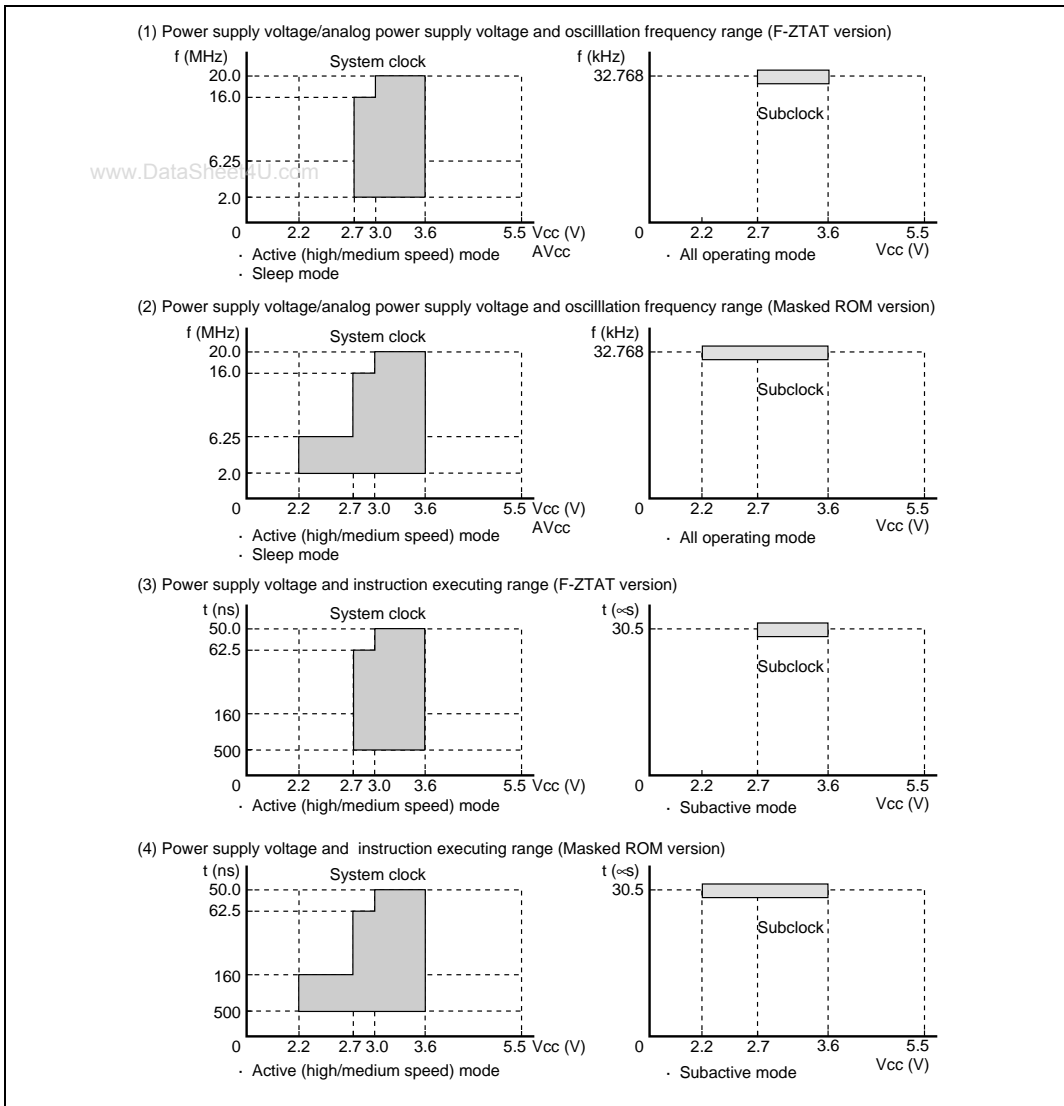 (1) Power supply voltage/analog power supply voltage and oscilllation frequency range (F-ZTAT version)
f (MHz)
System clock
20.0
16.0
6.25
2.0
0
2.2
2.7
3.0
3.6
5.5
Vcc (V)
AVcc
· Active (high/medium speed) mode
· Sleep mode
f (kHz)
32.768
Subclock
0
2.2
2.7
3.6
5.5
Vcc (V)
· All operating mode
www.DataSheet4U.com
(2) Power supply voltage/analog power supply voltage and oscilllation frequency range (Masked ROM version)
f (MHz)
System clock
20.0
16.0
6.25
2.0
0
2.2
2.7
3.0
3.6
5.5
Vcc (V)
AVcc
· Active (high/medium speed) mode
· Sleep mode
f (kHz)
32.768
Subclock
0
2.2
2.7
3.6
5.5
Vcc (V)
· All operating mode
(3) Power supply voltage and instruction executing range (F-ZTAT version)
t (ns)
System clock
50.0
62.5
160
500
0
2.2
2.7
3.0
3.6
5.5
Vcc (V)
· Active (high/medium speed) mode
t (∝s)
30.5
Subclock
0
2.2
2.7
3.6
5.5
Vcc (V)
· Subactive mode
(4) Power supply voltage and  instruction executing range (Masked ROM version)
t (ns)
System clock
50.0
62.5
160
500
0
2.2
2.7
3.0
3.6
5.5
Vcc (V)
· Active (high/medium speed) mode
t (∝s)
30.5
Subclock
0
2.2
2.7
3.6
5.5
Vcc (V)
· Subactive mode